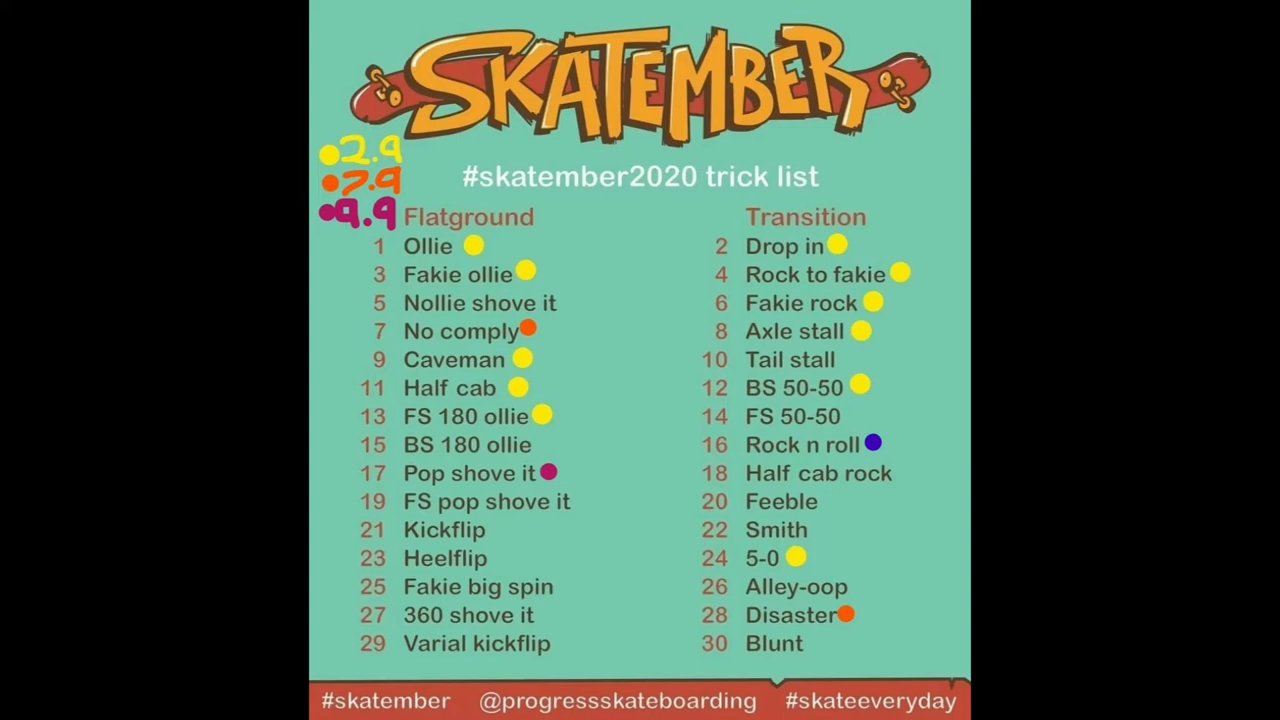 SKATEMBER
2.9
7.9
9.9
#skatember2020 trick list
Flatground
1 Ollie
3 Fakie ollie
5 Nollie shove it
7 No comply
9 Caveman
11 Half cab
13 FS 180 ollie
15 BS 180 ollie
17 Pop shove it
19 FS pop shove it
21 Kickflip
23 Heelflip
25 Fakie big spin
27 360 shove it
29 Varial kickflip
Transition
2 Drop in
4 Rock to fakie
6 Fakie rock
8 Axle stall
10 Tail stall
12 BS 50-50
14 FS 50-50
16 Rock n roll
18 Half cab rock
20 Feeble
22 Smith
24 5-0
26 Alley-oop
28 Disaster
30 Blunt
#skatember @progressskateboarding #skateeveryday